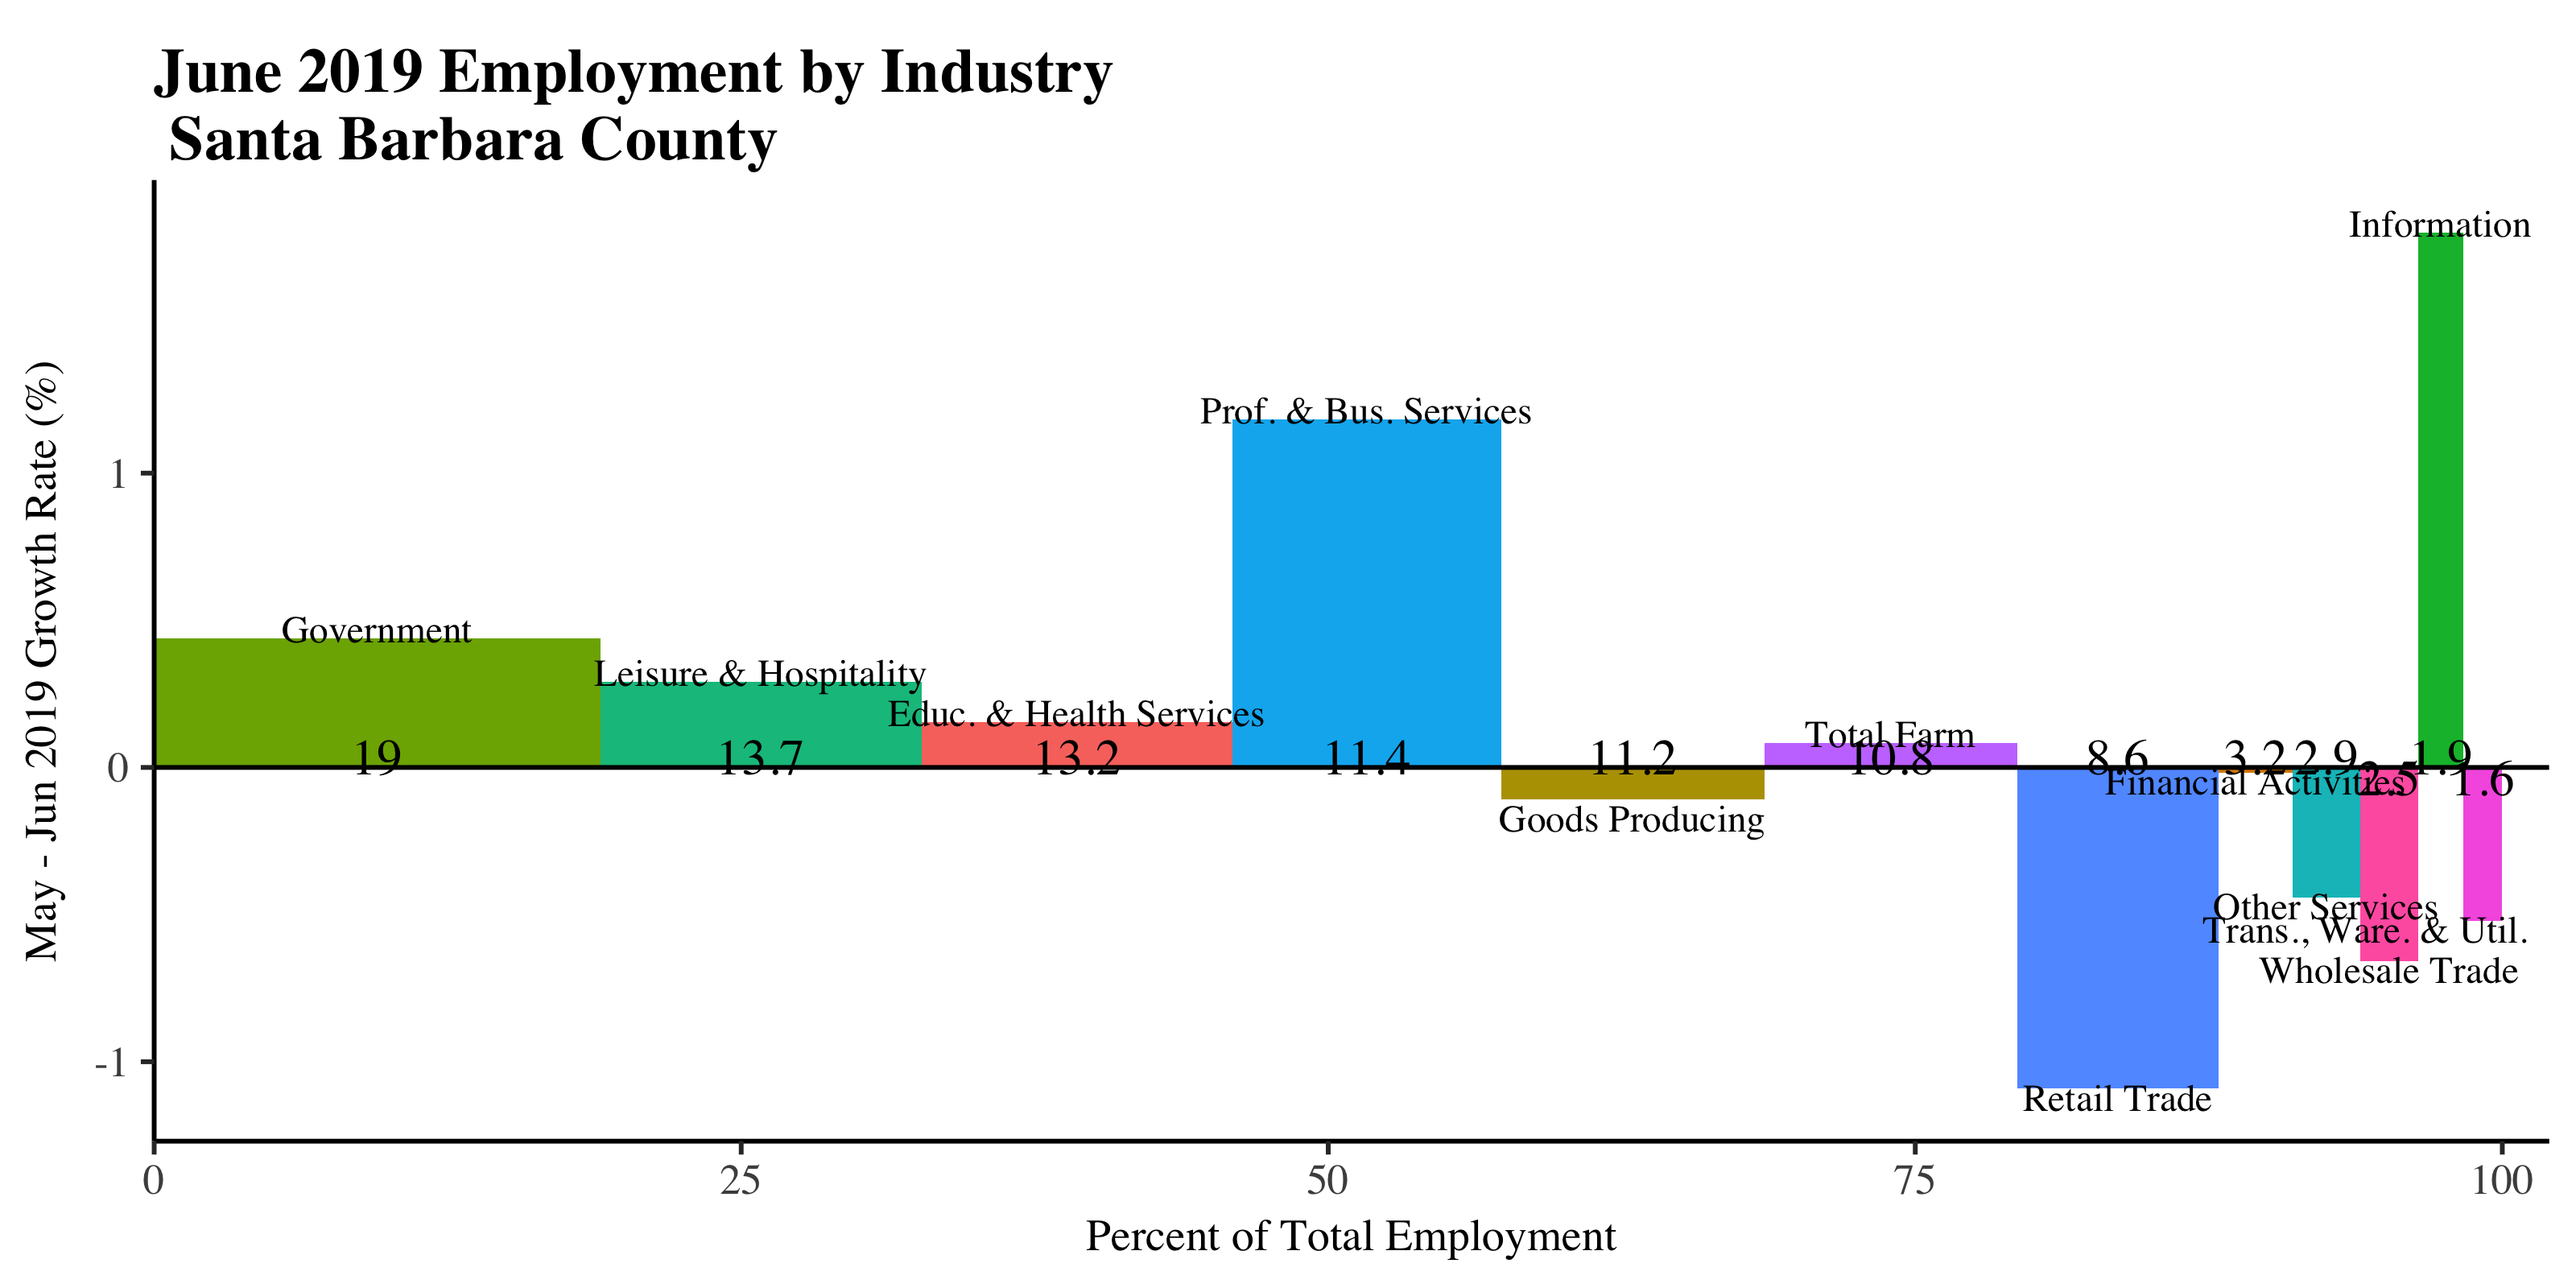 June 2019 Employment by Industry
Santa Barbara County
May - Jun 2019 Growth Rate (%)
Information
Prof. & Bus. Services
1
Government
Leisure & Hospitality
Educ. & Health Services
Total Farm
0
19
13.7
13.2
11.4
11.2
10.8
8.6
3.2
2.9
2.5
1.9
1.6
Financial Activities
Goods Producing
Other Services
Trans., Ware. & Util.
Wholesale Trade
-1
Retail Trade
0 25 50 75 100
Percent of Total Employment